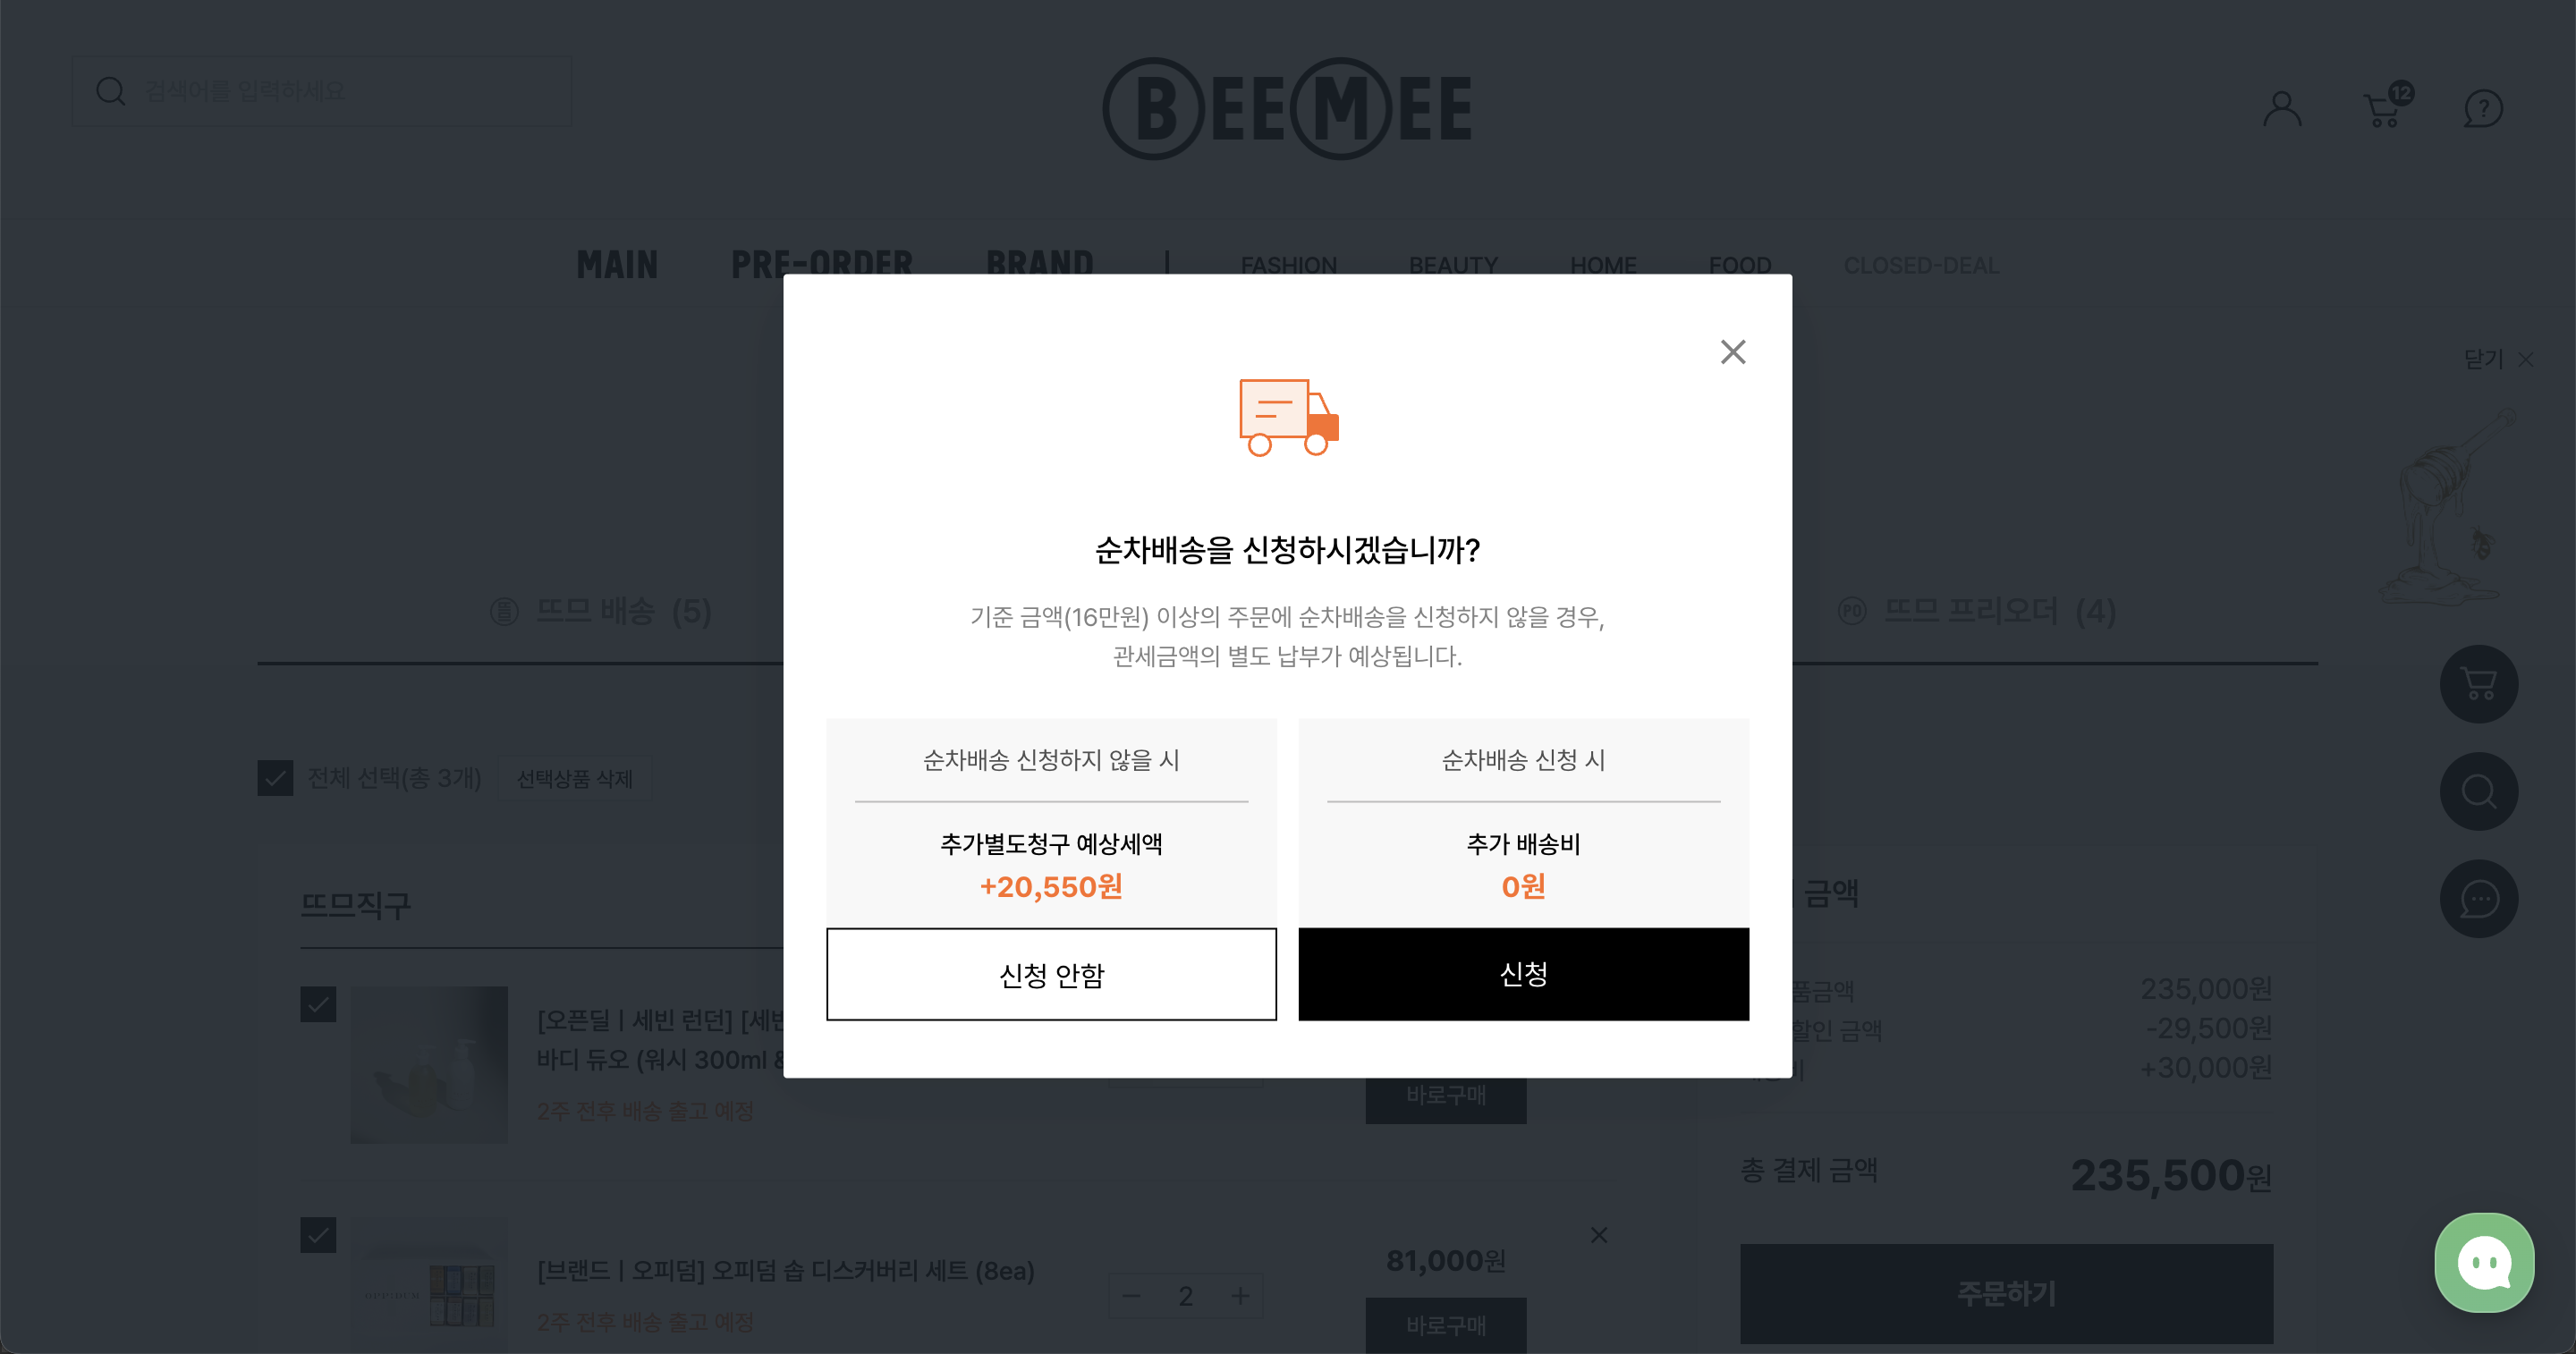 검색어를 입력하세요
BEEMEE
12
MAIN PRE-ORDER BRAND | FASHION BEAUTY HOME FOOD CLOSED-DEAL
닫기
순차배송을 신청하시겠습니까?
기준 금액(16만원) 이상의 주문에 순차배송을 신청하지 않을 경우,
관세금액의 별도 납부가 예상됩니다.
뜨므 배송 (5)
PO 뜨므 프리오더 (4)
순차배송 신청하지 않을 시
추가별도청구 예상세액
+20,550원
신청 안함
순차배송 신청 시
추가 배송비
0원
신청
전체 선택(총 3개) 선택상품 삭제
뜨므직구
[오픈딜 | 세빈 런던] [세빈
바디 듀오 (워시 300ml &
2주 전후 배송 출고 예정
바로구매
[브랜드 | 오피덤] 오피덤 솝 디스커버리 세트 (8ea)
2주 전후 배송 출고 예정
2
81,000원
바로구매
금액
품금액 235,000원
할인 금액 -29,500원
비 +30,000원
총 결제 금액 235,500원
주문하기